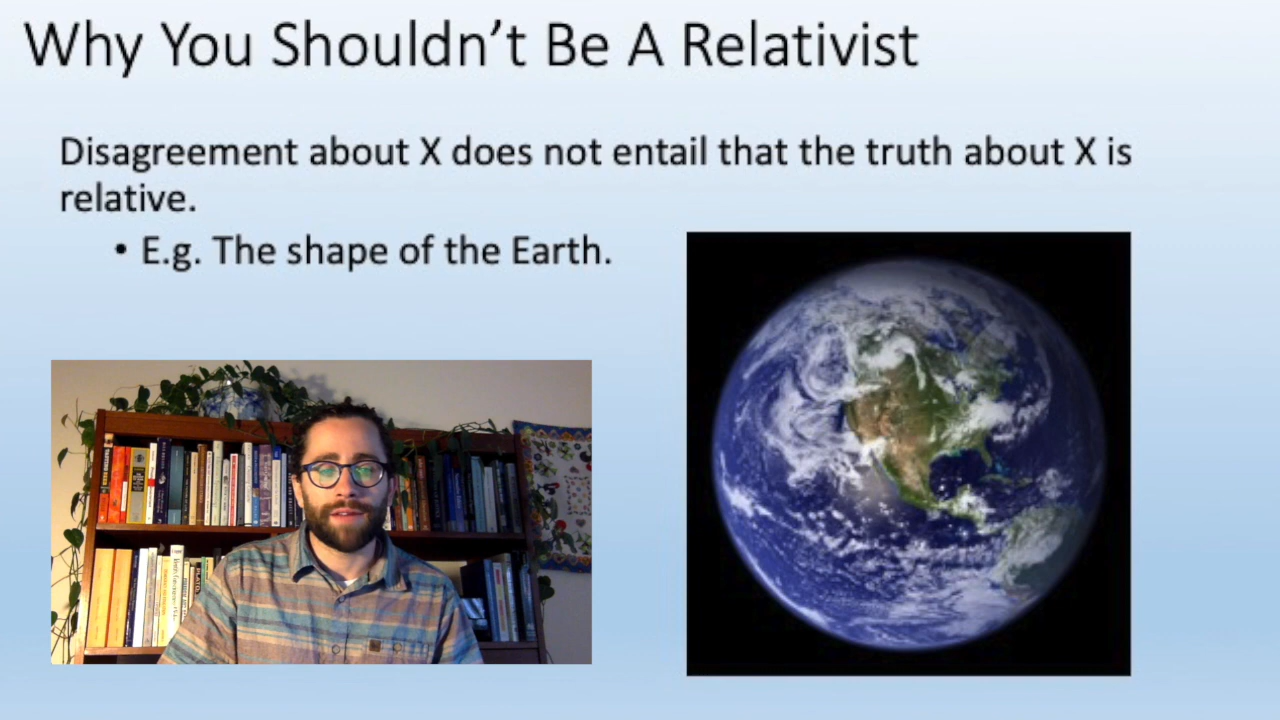 Why You Shouldn’t Be A Relativist
Disagreement about X does not entail that the truth about X is
relative.
• E.g. The shape of the Earth.
PLATO